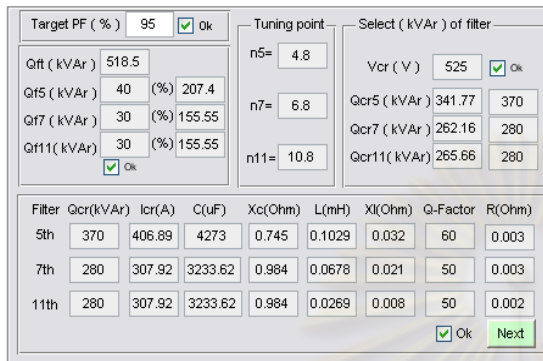 Target PF ( % ) 95 Ok
Qft ( kVAr ) 518.5
Qf5 ( kVAr ) 40 (%) 207.4
Qf7 ( kVAr ) 30 (%) 155.55
Qf11( kVAr) 30 (%) 155.55
Ok
Tuning point
n5= 4.8
n7= 6.8
n11= 10.8
Select ( kVAr ) of filter
Vcr ( V ) 525 Ok
Qcr5 ( kVAr) 341.77 370
Qcr7 ( kVAr) 262.16 280
Qcr11( kVAr) 265.66 280
Filter Qcr(kVAr) Icr(A) C(uF) Xc(Ohm) L(mH) Xl(Ohm) Q-Factor R(Ohm)
5th 370 406.89 4273 0.745 0.1029 0.032 60 0.003
7th 280 307.92 3233.62 0.984 0.0678 0.021 50 0.003
11th 280 307.92 3233.62 0.984 0.0269 0.008 50 0.002
Ok Next